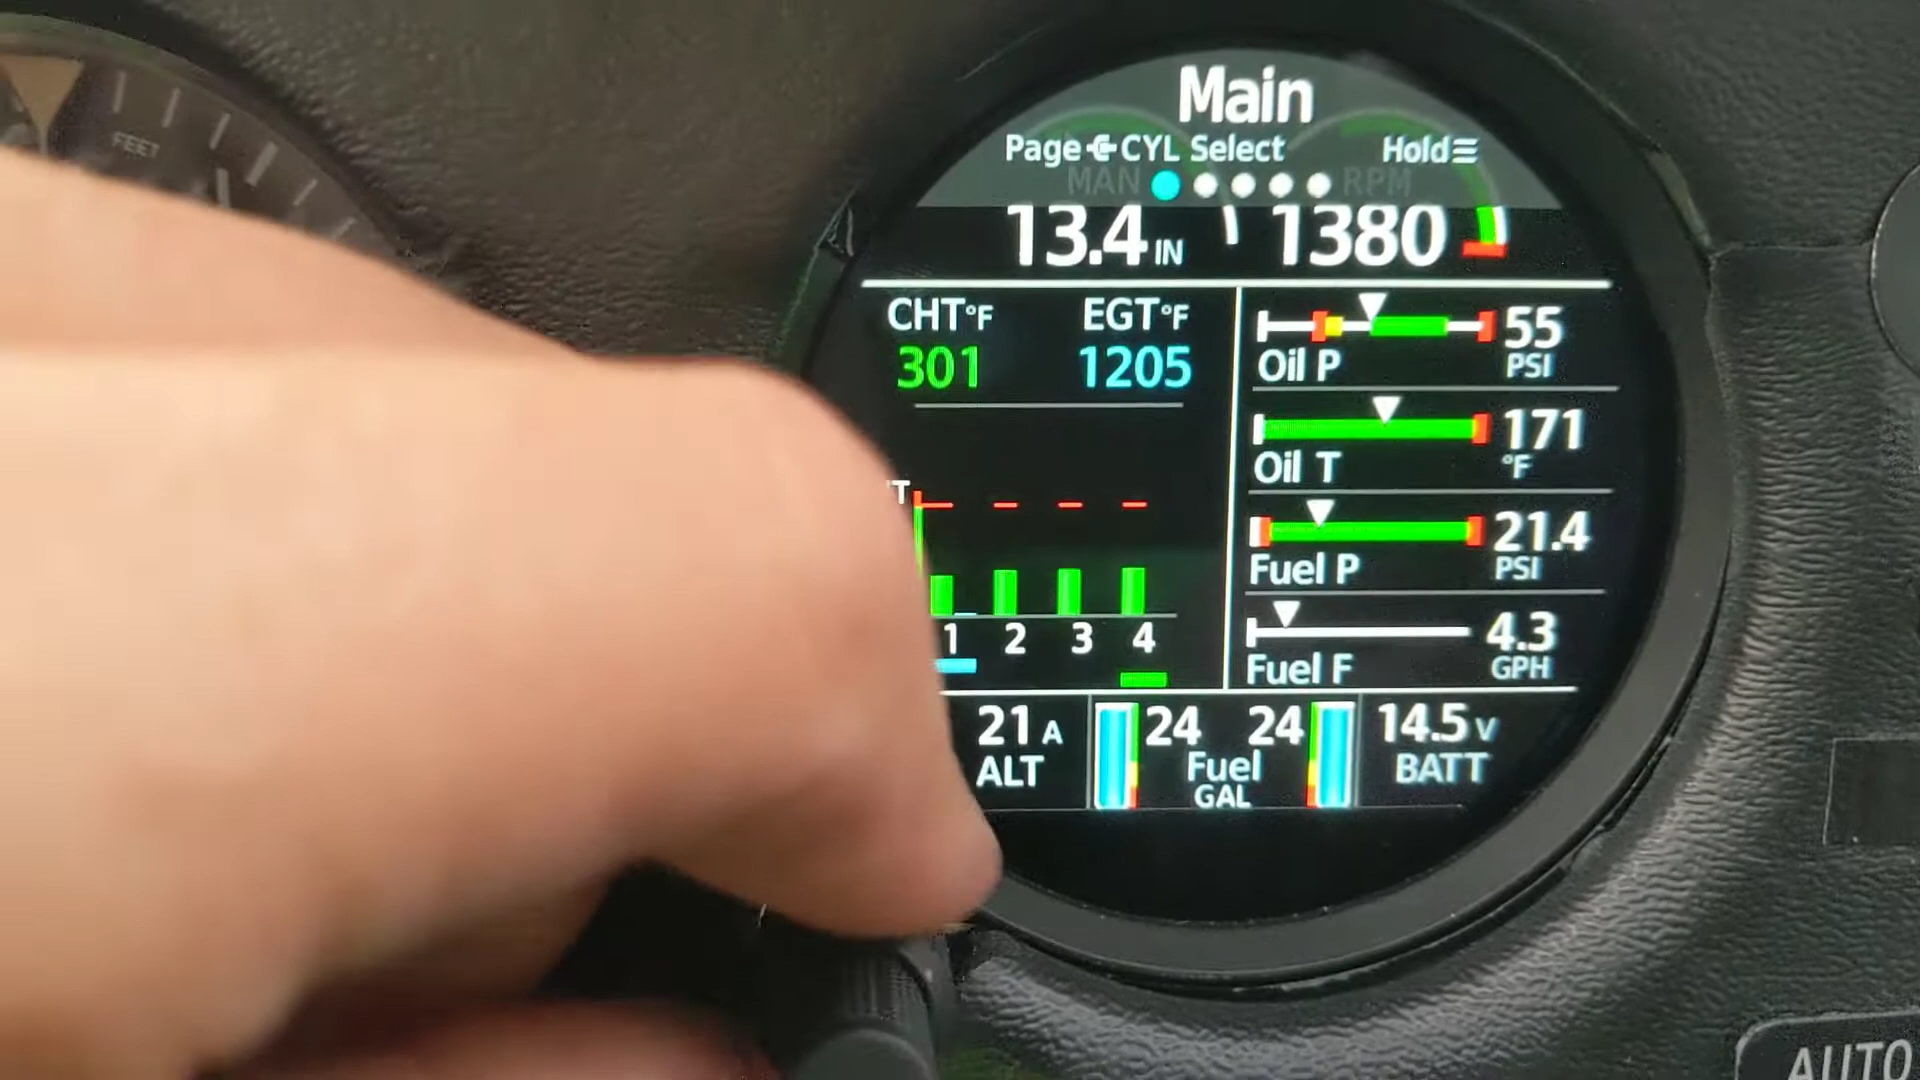 FEET
Main
Page CYL Select Hold
MAN RPM
13.4 IN 1380
CHT°F EGT°F
301 1205
55
Oil P PSI
171
Oil T °F
21.4
Fuel P PSI
4.3
Fuel F GPH
T
1 2 3 4
21 A 24 24 14.5 V
ALT Fuel BATT
GAL
AUTO